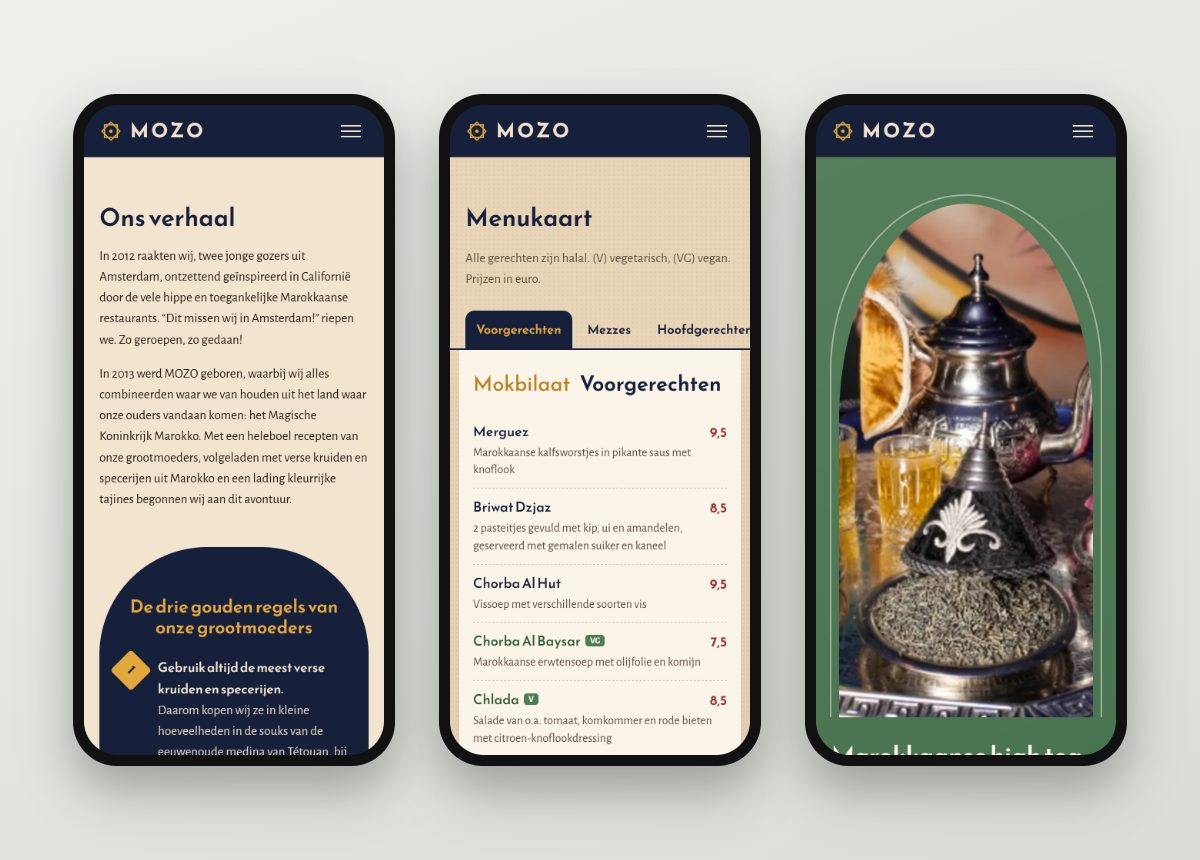 MOZO
Ons verhaal
In 2012 raakten wij, twee jonge gozers uit
Amsterdam, ontzettend geïnspireerd in Californië
door de vele hippe en toegankelijke Marokkaanse
restaurants. “Dit missen wij in Amsterdam!” riepen
we. Zo geroepen, zo gedaan!
In 2013 werd MOZO geboren, waarbij wij alles
combineerden waar we van houden uit het land waar
onze ouders vandaan komen: het Magische
Koninkrijk Marokko. Met een heleboel recepten van
onze grootmoeders, volgeladen met verse kruiden en
specerijen uit Marokko en een lading kleurrijke
tajines begonnen wij aan dit avontuur.
De drie gouden regels van
onze grootmoeders
1
Gebruik altijd de meest verse
kruiden en specerijen.
Daarom kopen wij ze in kleine
hoeveelheden in de souks van de
eeuwenoude medina van Tétouan, bij
MOZO
Menukaart
Alle gerechten zijn halal. (V) vegetarisch, (VG) vegan.
Prijzen in euro.
Voorgerechten Mezzes Hoofdgerechten
Mokbilaat Voorgerechten
Merguez 9,5
Marokkaanse kalfsworstjes in pikante saus met
knoflook
Briwat Dzjaz 8,5
2 pasteitjes gevuld met kip, ui en amandelen,
geserveerd met gemalen suiker en kaneel
Chorba Al Hut 9,5
Vissoep met verschillende soorten vis
Chorba Al Baysar VG 7,5
Marokkaanse erwtensoep met olijfolie en komijn
Chlada V 8,5
Salade van o.a. tomaat, komkommer en rode bieten
met citroen-knoflookdressing
MOZO
Marokkaanse high tea